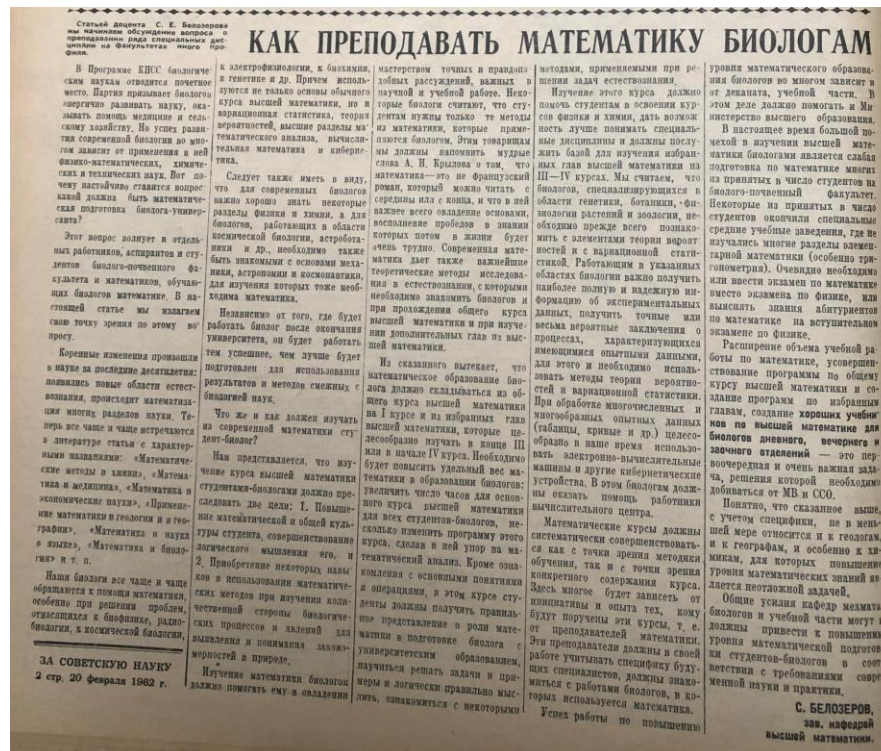 Статьей доцента С. Е. Белозерова
мы начинаем обсуждение вопроса о
преподавании ряда специальных дис-
циплин на факультетах иного про-
филя.
КАК ПРЕПОДАВАТЬ МАТЕМАТИКУ БИОЛОГАМ
В Программе КПСС биологиче-
ским наукам отводится почетное
место. Партия призывает биологов
энергично развивать науку, ока-
зывать помощь медицине и сель-
скому хозяйству. Но успех разви-
тия современной биологии во мно-
гом зависит от применения в ней
физико-математических, химиче-
ских и технических наук. Вот по-
чему настойчиво ставится вопрос:
какой должна быть математиче-
ская подготовка биолога-универ-
санта?
Этот вопрос волнует и отдель-
ных работников, аспирантов и сту-
дентов биолого-почвенного фа-
культета и математиков, обучаю-
щих биологов математике. В на-
стоящей статье мы излагаем
свою точку зрения по этому во-
просу.
Коренные изменения произошли
в науке за последние десятилетия:
появились новые области естест-
вознания, происходит математиза-
ция многих разделов науки. Те-
перь все чаще и чаще встречаются
в литературе статьи с характер-
ными названиями: «Математиче-
ские методы в химии», «Матема-
тика и медицина», «Математика и
экономические науки», «Примене-
ние математики в геологии и гео-
графии», «Математика и наука
о языке», «Математика и биоло-
гия» и т. п.
Наши биологи все чаще и чаще
обращаются к помощи математики,
особенно при решении проблем,
относящихся к биофизике, радио-
биологии, к космической биологии,
ЗА СОВЕТСКУЮ НАУКУ
2 стр. 20 февраля 1962 г.
к электрофизиологии, к биохимии,
к генетике и др. Причем исполь-
зуются не только основы обычного
курса высшей математики, но и
вариационная статистика, теория
вероятностей, высшие разделы ма-
тематического анализа, вычисли-
тельная математика и киберне-
тика.
Следует также иметь в виду,
что для современных биологов
важно хорошо знать некоторые
разделы физики и химии, а для
биологов, работающих в области
космической биологии, астробота-
ники и др., необходимо также
быть знакомыми с основами меха-
ники, астрономии и космонавтики,
для изучения которых тоже необ-
ходима математика.
Независимо от того, где будет
работать биолог после окончания
университета, он будет работать
тем успешнее, чем лучше будет
подготовлен для использования
результатов и методов смежных с
биологией наук.
Что же и как должен изучать
из современной математики сту-
дент-биолог?
Нам представляется, что изу-
чение курса высшей математики
студентами-биологами должно пре-
следовать две цели: 1. Повыше-
ние математической и общей куль-
туры студента, совершенствование
логического мышления его, и
2. Приобретение некоторых навы-
ков в использовании математиче-
ских методов при изучении коли-
чественной стороны биологиче-
ских процессов и явлений для
выявления и понимания законо-
мерностей в природе.
Изучение математики биологом
должно помогать ему в овладении
мастерством точных и правдопо-
добных рассуждений, важных в
научной и учебной работе. Неко-
торые биологи считают, что сту-
дентам нужны только те методы
из математики, которые приме-
няются биологом. Этим товарищам
мы должны напомнить мудрые
слова А. Н. Крылова о том, что
математика—это не французский
роман, который можно читать с
середины или с конца, и что в ней
важнее всего овладение основами,
восполнение пробелов в знании
которых потом в жизни будет
очень трудно. Современная мате-
матика дает также важнейшие
теоретические методы исследова-
ния в естествознании, с которыми
необходимо знакомить биологов и
при прохождении общего курса
высшей математики и при изуче-
нии дополнительных глав из выс-
шей математики.
Из сказанного вытекает, что
математическое образование био-
лога должно складываться из об-
щего курса высшей математики
на I курсе и из избранных глав
высшей математики, которые це-
лесообразно изучать в конце III
или в начале IV курса. Необходимо
будет повысить удельный вес ма-
тематики в образовании биологов:
увеличить число часов для основ-
ного курса высшей математики
для всех студентов-биологов, не-
сколько изменить программу этого
курса, сделав в ней упор на ма-
тематический анализ. Кроме озна-
комления с основными понятиями
и операциями, в этом курсе сту-
денты должны получить правиль-
ное представление о роли мате-
матики в подготовке биолога с
университетским образованием,
научиться решать задачи и при-
меры и логически правильно мыс-
лить, ознакомиться с некоторыми
методами, применяемыми при ре-
шении задач естествознания.
Изучение этого курса должно
помочь студентам в освоении кур-
сов физики и химии, дать возмож-
ность лучше понимать специаль-
ные дисциплины и должны послу-
жить базой для изучения избран-
ных глав высшей математики на
III—IV курсах. Мы считаем, что
биологов, специализирующихся в
области генетики, ботаники, фи-
зиологии растений и зоологии, не-
обходимо прежде всего познако-
мить с элементами теории вероят-
ностей и с вариационной стати-
стикой. Работающим в указанных
областях биологии важно получить
наиболее полную и надежную ин-
формацию об экспериментальных
данных, получить точные или
весьма вероятные заключения о
процессах, характеризующихся
имеющимися опытными данными,
для этого и необходимо исполь-
зовать методы теории вероятно-
стей и вариационной статистики.
При обработке многочисленных и
многообразных опытных данных
(таблицы, кривые и др.) целесо-
образно в наше время использо-
вать электронно-вычислительные
машины и другие кибернетические
устройства. В этом биологам долж-
ны оказать помощь работники
вычислительного центра.
Математические курсы должны
систематически совершенствовать-
ся как с точки зрения методики
обучения, так и с точки зрения
конкретного содержания курса.
Здесь многое будет зависеть от
инициативы и опыта тех, кому
будут поручены эти курсы, т. е.
от преподавателей математики.
Эти преподаватели должны в своей
работе учитывать специфику буду-
щих специалистов, должны знако-
миться с работами биологов, в ко-
торых используется математика.
Успех работы по повышению
уровня математического образова-
ния биологов во многом зависит и
от деканата, учебной части. В
этом деле должно помогать и Ми-
нистерство высшего образования.
В настоящее время большой по-
мехой в изучении высшей мате-
матики биологами является слабая
подготовка по математике многих
из принятых в число студентов на
биолого-почвенный факультет.
Некоторые из принятых в число
студентов окончили специальные
средние учебные заведения, где не
изучались многие разделы элемен-
тарной математики (особенно три-
гонометрия). Очевидно необходимо
или ввести экзамен по математике
вместо экзамена по физике, или
выяснять знания абитуриентов
по математике на вступительном
экзамене по физике.
Расширение объема учебной ра-
боты по математике, усовершен-
ствование программы по общему
курсу высшей математики и со-
здание программ по избранным
главам, создание хороших учебни-
ков по высшей математике для
биологов дневного, вечернего и
заочного отделений — это пер-
воочередная и очень важная зада-
ча, решения которой необходимо
добиваться от МВ и ССО.
Понятно, что сказанное выше,
с учетом специфики, не в мень-
шей мере относится и к геологам,
и к географам, и особенно к хи-
микам, для которых повышение
уровня математических знаний яв-
ляется неотложной задачей.
Общие усилия кафедр мехмата
биологов и учебной части могут и
должны привести к повышению
уровня математической подготов-
ки студентов-биологов в соот-
ветствии с требованиями совре-
менной науки и практики.
С. БЕЛОЗЕРОВ,
зав. кафедрой
высшей математики.